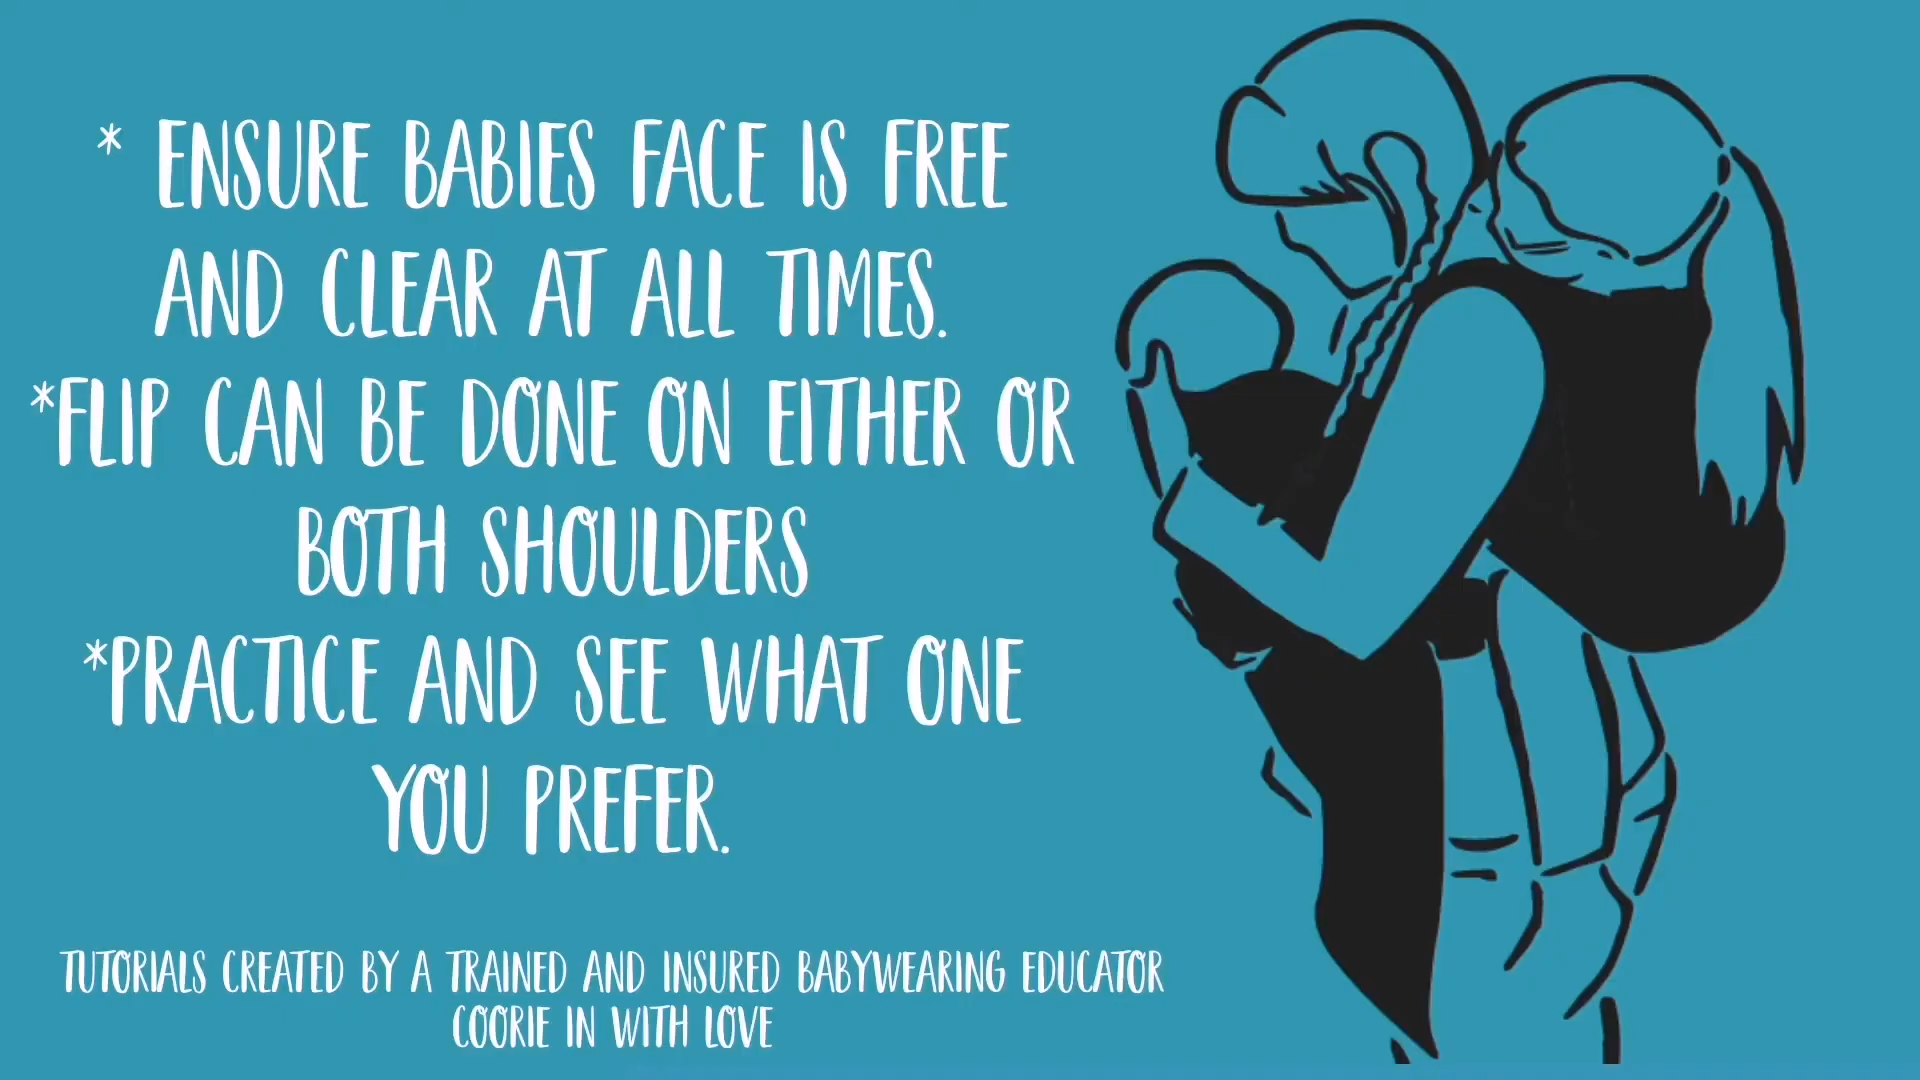 * ENSURE BABIES FACE IS FREE
AND CLEAR AT ALL TIMES.
*FLIP CAN BE DONE ON EITHER OR
BOTH SHOULDERS
*PRACTICE AND SEE WHAT ONE
YOU PREFER.
TUTORIALS CREATED BY A TRAINED AND INSURED BABYWEARING EDUCATOR
COORIE IN WITH LOVE